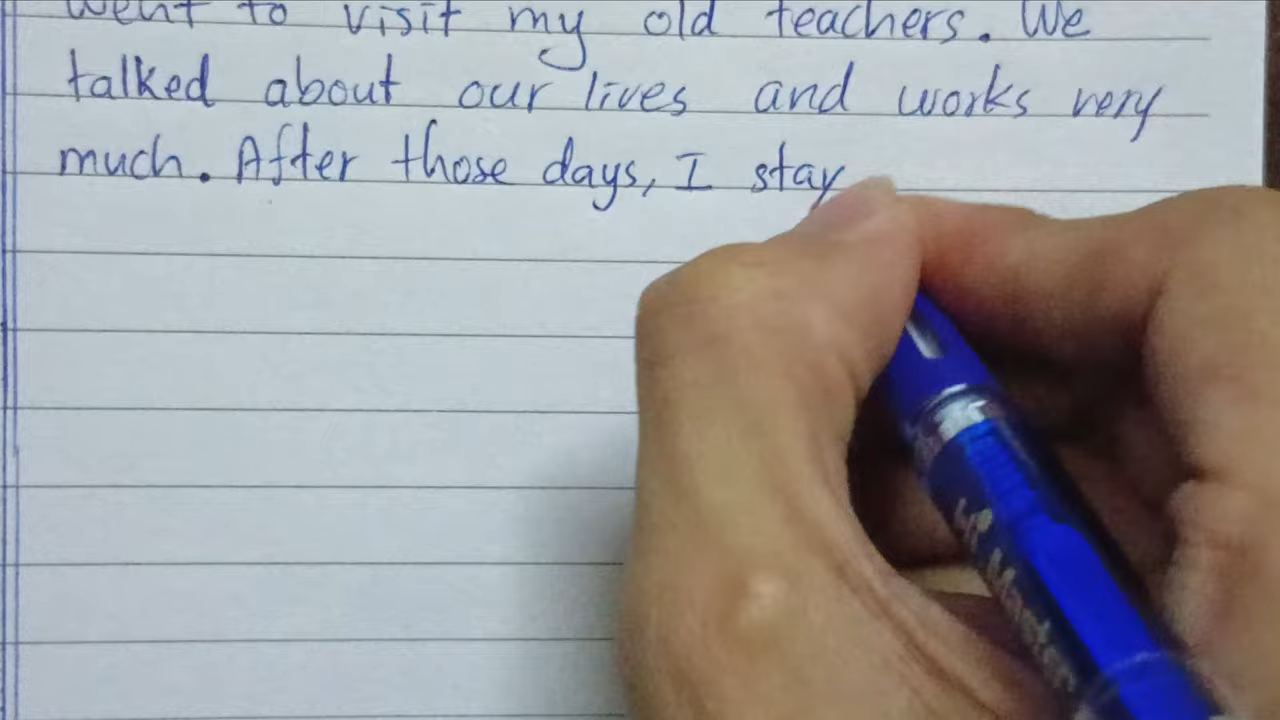 went to visit my old teachers. We
talked about our lives and works very
much. After those days, I stay